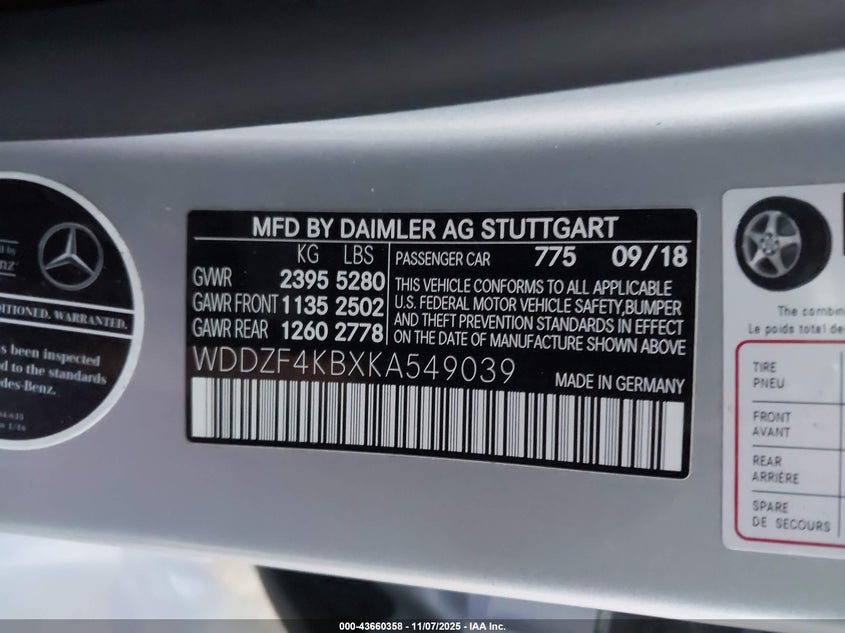 MFD BY DAIMLER AG STUTTGART
KG LBS
GVWR 2395 5280
GAWR FRONT 1135 2502
GAWR REAR 1260 2778
PASSENGER CAR 775 09/18
THIS VEHICLE CONFORMS TO ALL APPLICABLE
U.S. FEDERAL MOTOR VEHICLE SAFETY,BUMPER
AND THEFT PREVENTION STANDARDS IN EFFECT
ON THE DATE OF MANUFACTURE SHOWN ABOVE
WDDZF4KBXKA549039
MADE IN GERMANY
d by
nz
DITIONED. WARRANTED.
s been inspected
d to the standards
des-Benz.
The combin
Le poids total de
TIRE
PNEU
FRONT
AVANT
REAR
ARRIÈRE
SPARE
DE SECOURS
000-43660358 - 11/07/2025 - IAA Inc.